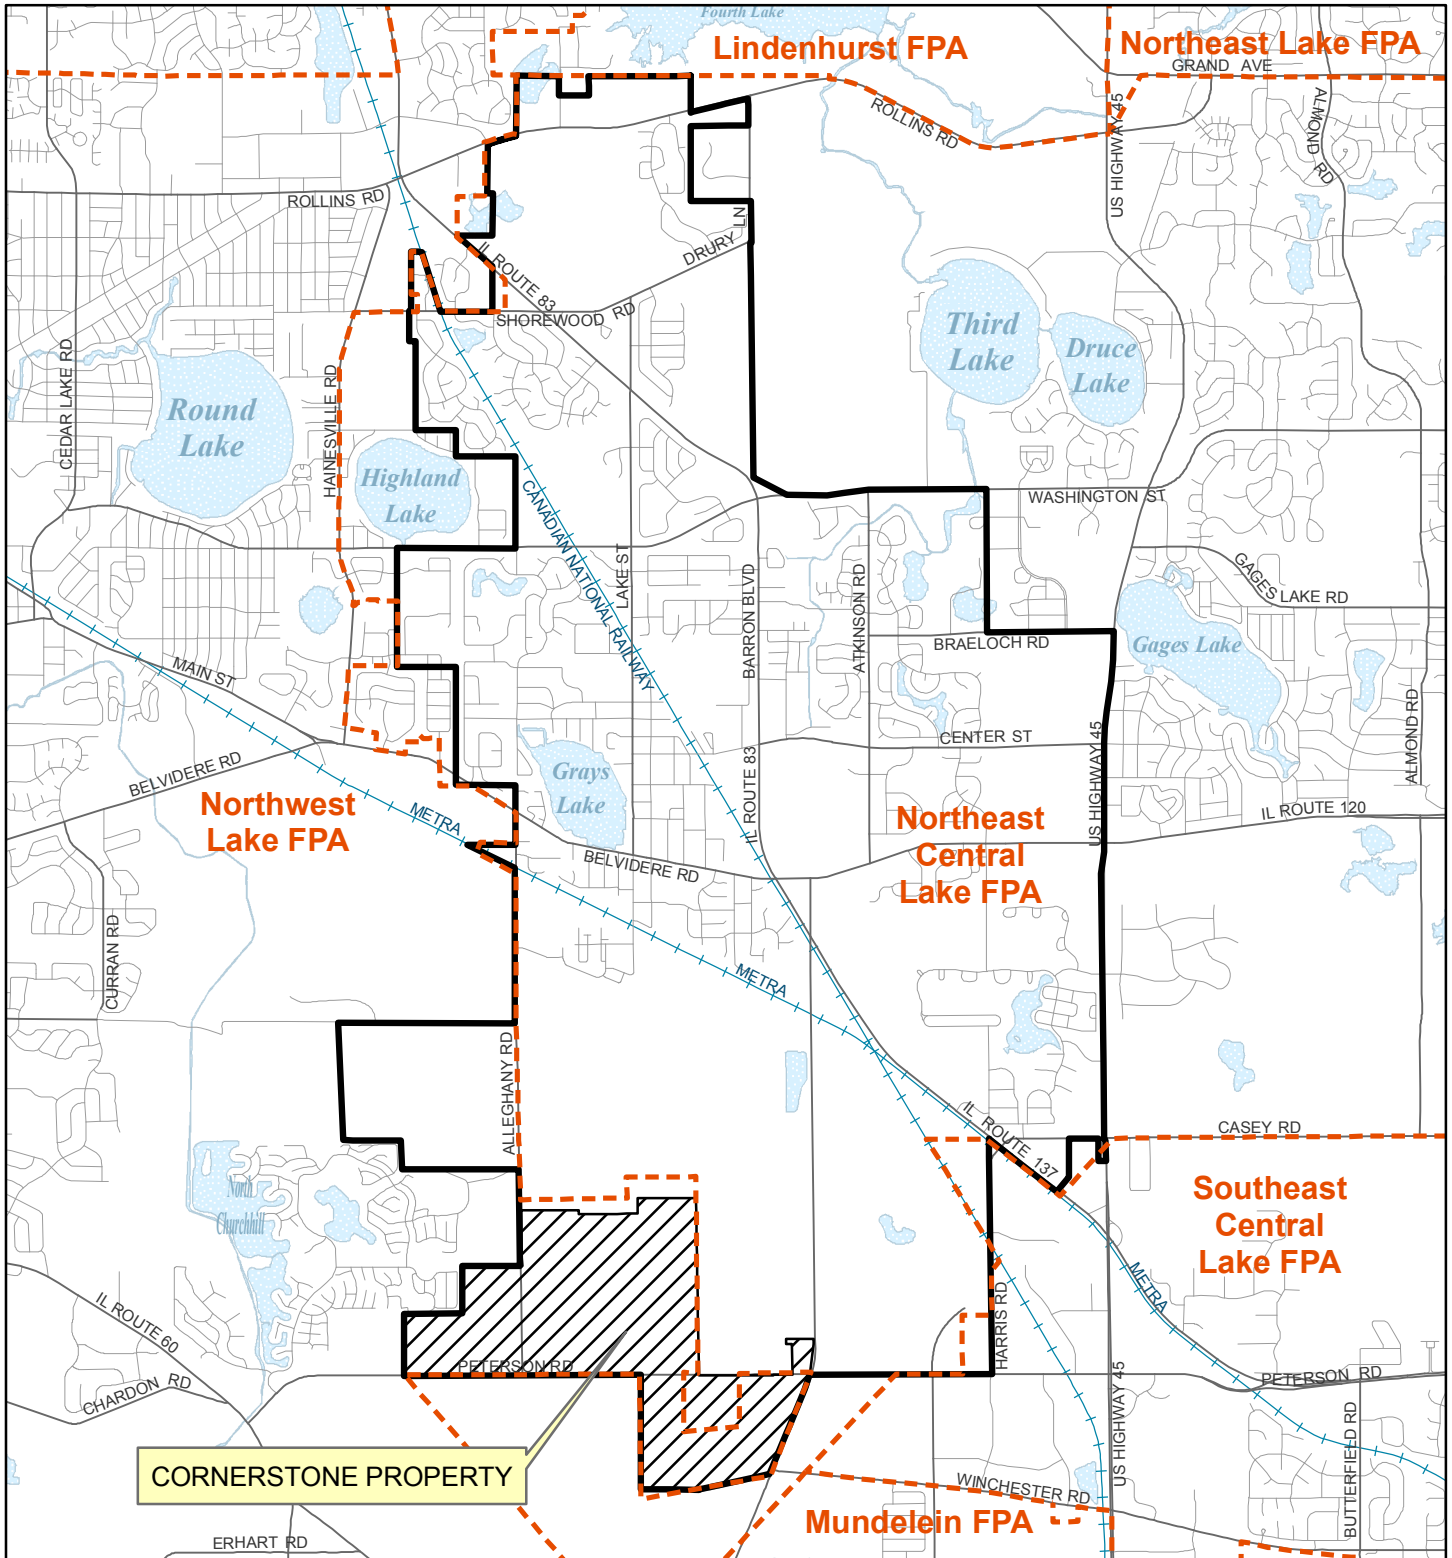 Fourth Lake
Lindenhurst FPA
Northeast Lake FPA
GRAND AVE
ROLLINS RD
US HIGHWAY 45
ALMOND RD
ROLLINS RD
DRURY LN
IL ROUTE 83
SHOREWOOD RD
Third
Lake
Druce
Lake
CEDAR LAKE RD
Round
Lake
HAINESVILLE RD
Highland
Lake
CANADIAN NATIONAL RAILWAY
WASHINGTON ST
LAKE ST
BARRON BLVD
ATKINSON RD
GAGES LAKE RD
BRAELOCH RD
Gages Lake
MAIN ST
CENTER ST
US HIGHWAY 45
ALMOND RD
BELVIDERE RD
Grays
Lake
IL ROUTE 83
Northwest
Lake FPA
METRA
Northeast
Central
Lake FPA
IL ROUTE 120
BELVIDERE RD
CURRAN RD
METRA
ALLEGHANY RD
IL ROUTE 137
CASEY RD
North
Churchhill
Southeast
Central
Lake FPA
METRA
IL ROUTE 60
HARRIS RD
PETERSON RD
PETERSON RD
CHARDON RD
US HIGHWAY 45
BUTTERFIELD RD
CORNERSTONE PROPERTY
WINCHESTER RD
Mundelein FPA
ERHART RD